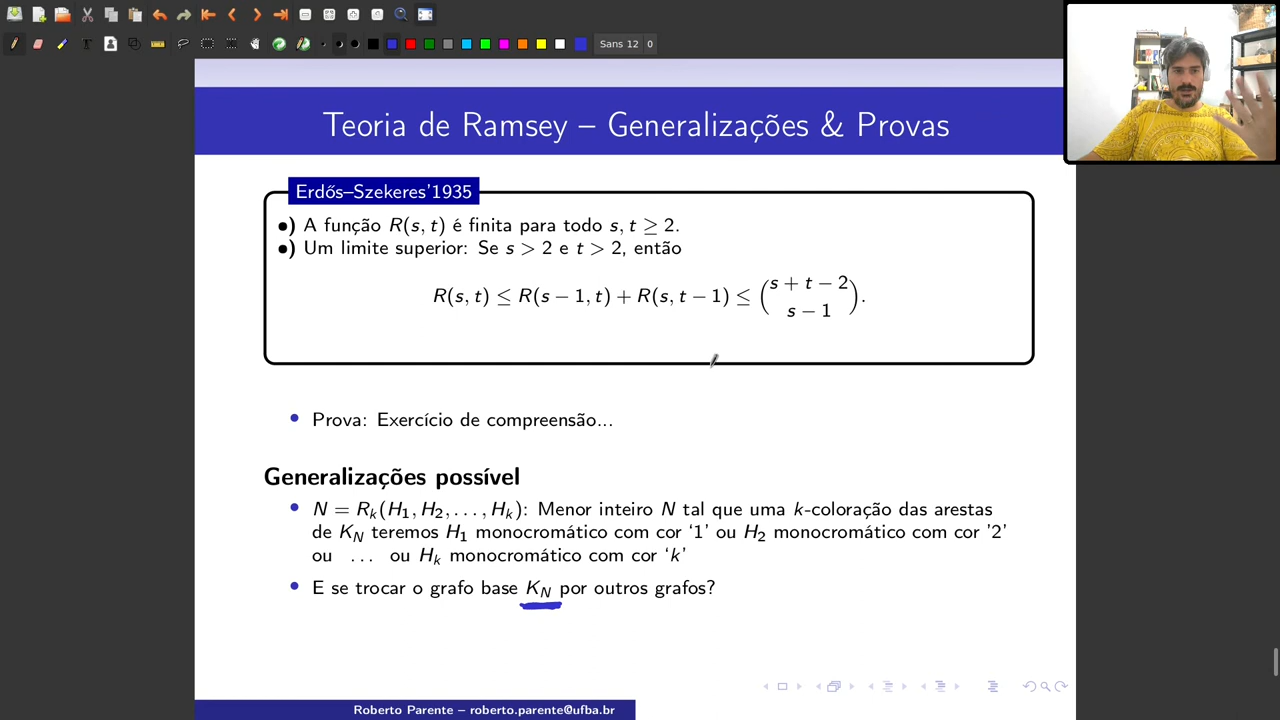 Sans 12 0
Teoria de Ramsey – Generalizações & Provas
Erdős–Szekeres'1935
•) A função R(s, t) é finita para todo s, t ≥ 2.
•) Um limite superior: Se s > 2 e t > 2, então
R(s, t) ≤ R(s − 1, t) + R(s, t − 1) ≤ (s + t − 2 s − 1).
• Prova: Exercício de compreensão...
Generalizações possível
• N = R_k(H_1, H_2, . . . , H_k): Menor inteiro N tal que uma k-coloração das arestas
de K_N teremos H_1 monocromático com cor ‘1’ ou H_2 monocromático com cor ’2’
ou . . . ou H_k monocromático com cor ‘k’
• E se trocar o grafo base K_N por outros grafos?
Roberto Parente – roberto.parente@ufba.br